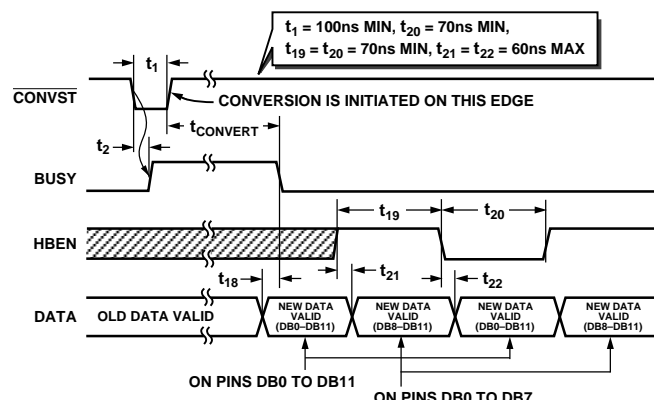 t1 = 100ns MIN, t20 = 70ns MIN,
t19 = t20 = 70ns MIN, t21 = t22 = 60ns MAX
t1
CONVST
CONVERSION IS INITIATED ON THIS EDGE
tCONVERT
t2
BUSY
t19
t20
HBEN
t18
t21
t22
DATA
OLD DATA VALID
NEW DATA
VALID
(DB0–DB11)
NEW DATA
VALID
(DB8–DB11)
NEW DATA
VALID
(DB0–DB11)
NEW DATA
VALID
(DB8–DB11)
ON PINS DB0 TO DB11
ON PINS DB0 TO DB7